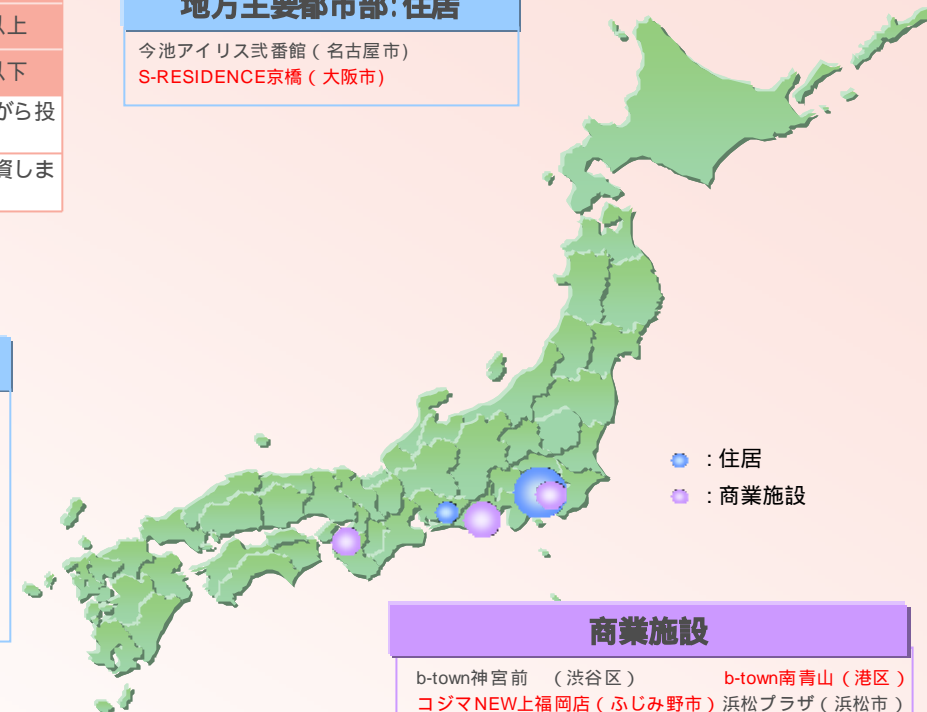 以上
以下
がら投
資しま
地方主要都市部:住居
今池アイリス弐番館（名古屋市)
S-RESIDENCE京橋（大阪市)
：住居
：商業施設
商業施設
b-town神宮前　（渋谷区） b-town南青山（港区）
コジマNEW上福岡店（ふじみ野市） 浜松プラザ（浜松市）